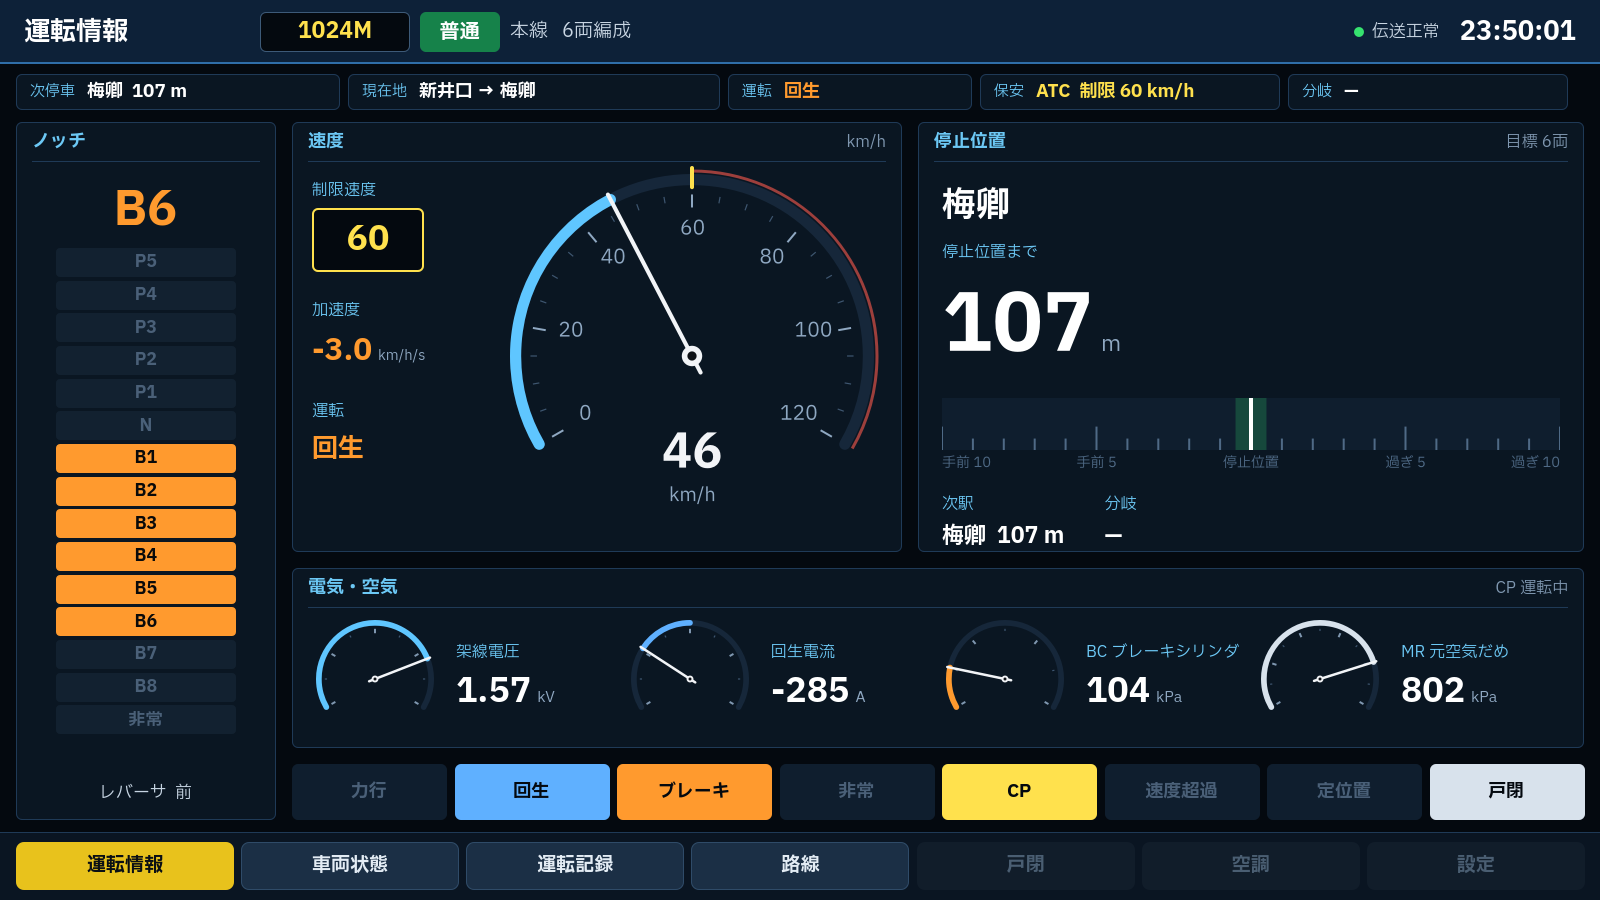 運転情報 1024M 普通 本線 6両編成 伝送正常 23:50:01
次停車 梅卿 107 m 現在地 新井口 → 梅卿 運転 回生 保安 ATC 制限 60 km/h 分岐 —
ノッチ
B6
P5
P4
P3
P2
P1
N
B1
B2
B3
B4
B5
B6
B7
B8
非常
レバーサ 前
速度 km/h
制限速度
60
加速度
-3.0 km/h/s
運転
回生
0
20
40
60
80
100
120
46
km/h
停止位置 目標 6両
梅卿
停止位置まで
107 m
手前 10 手前 5 停止位置 過ぎ 5 過ぎ 10
次駅 分岐
梅卿 107 m —
電気・空気 CP 運転中
架線電圧
1.57 kV
回生電流
-285 A
BC ブレーキシリンダ
104 kPa
MR 元空気だめ
802 kPa
力行 回生 ブレーキ 非常 CP 速度超過 定位置 戸閉
運転情報 車両状態 運転記録 路線 戸閉 空調 設定